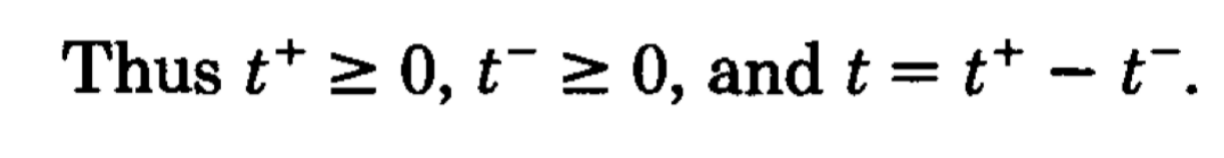 Thus t⁺ ≥ 0, t⁻ ≥ 0, and t = t⁺ − t⁻.